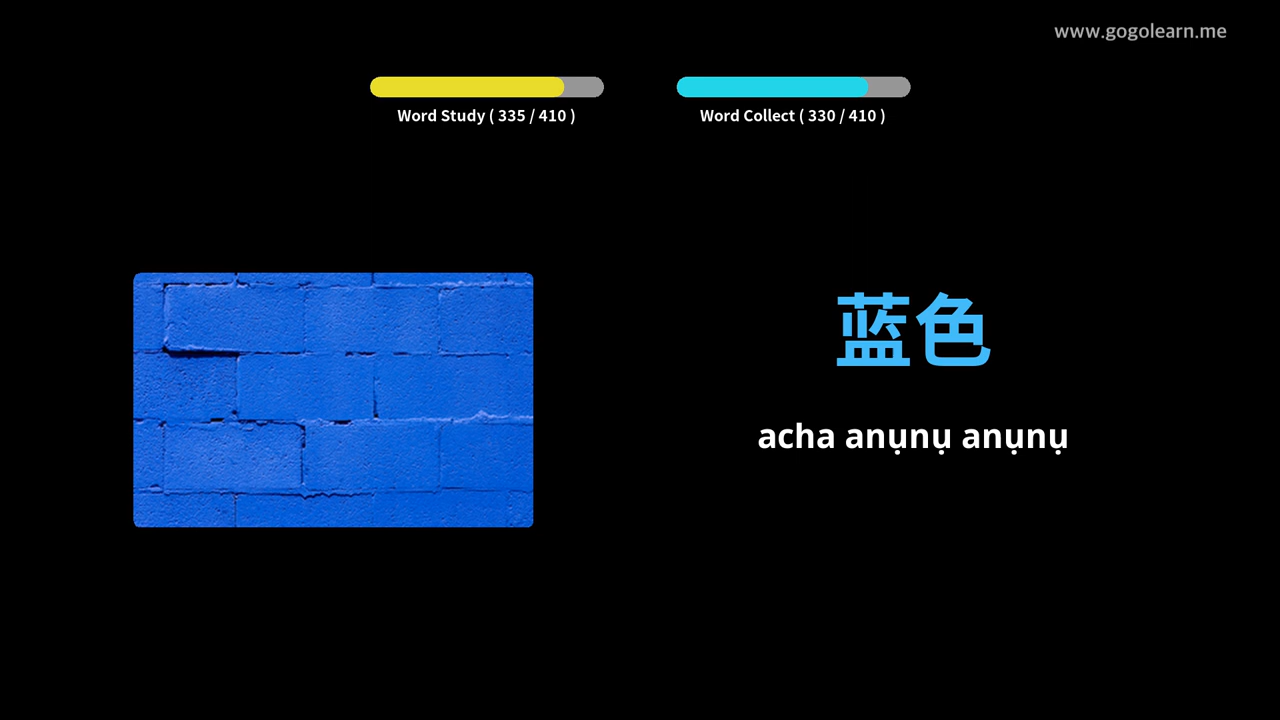 www.gogolearn.me
Word Study ( 335 / 410 )
Word Collect ( 330 / 410 )
蓝色
acha anụnụ anụnụ